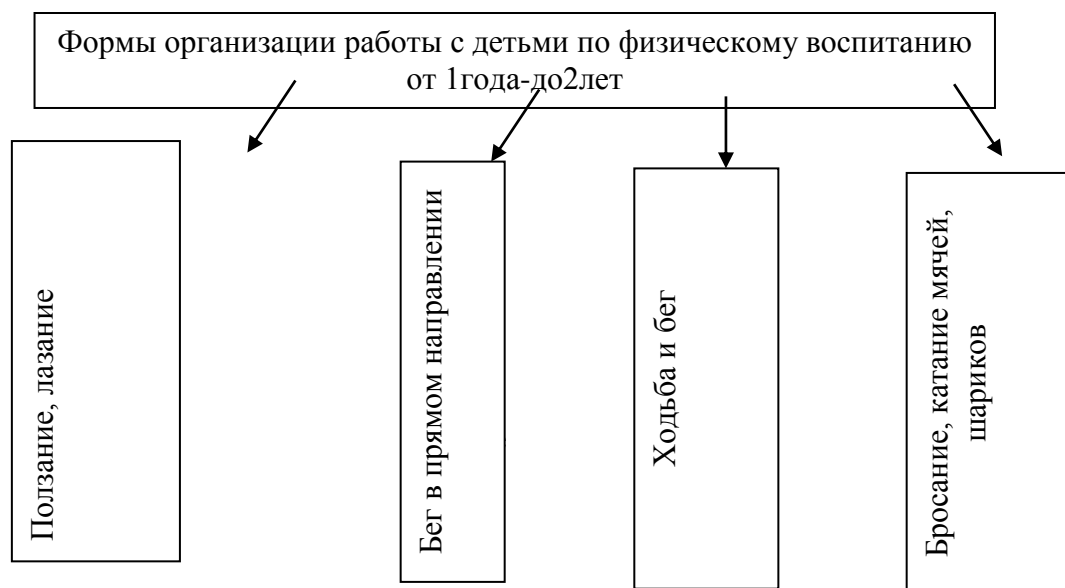 Формы организации работы с детьми по физическому воспитанию
от 1года-до2лет
Ползание, лазание
Бег в прямом направлении
Ходьба и бег
Бросание, катание мячей,
шариков